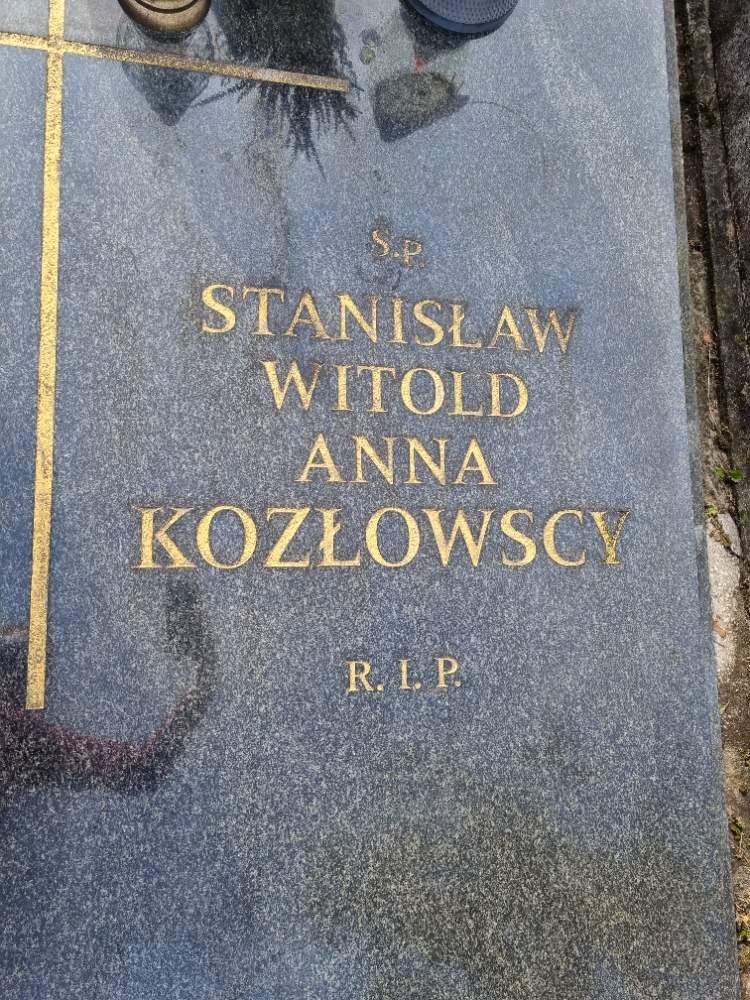 Ś.P.
STANISŁAW
WITOLD
ANNA
KOZŁOWSCY
R. I. P.